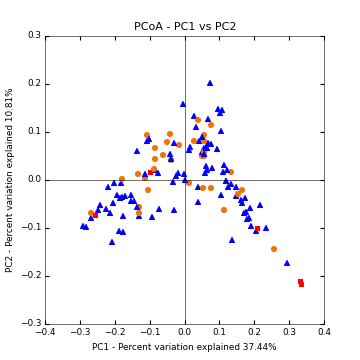 PCoA - PC1 vs PC2
0.3
0.2
0.1
0.0
−0.1
−0.2
−0.3
PC2 - Percent variation explained 10.81%
−0.4 −0.3 −0.2 −0.1 0.0 0.1 0.2 0.3 0.4
PC1 - Percent variation explained 37.44%